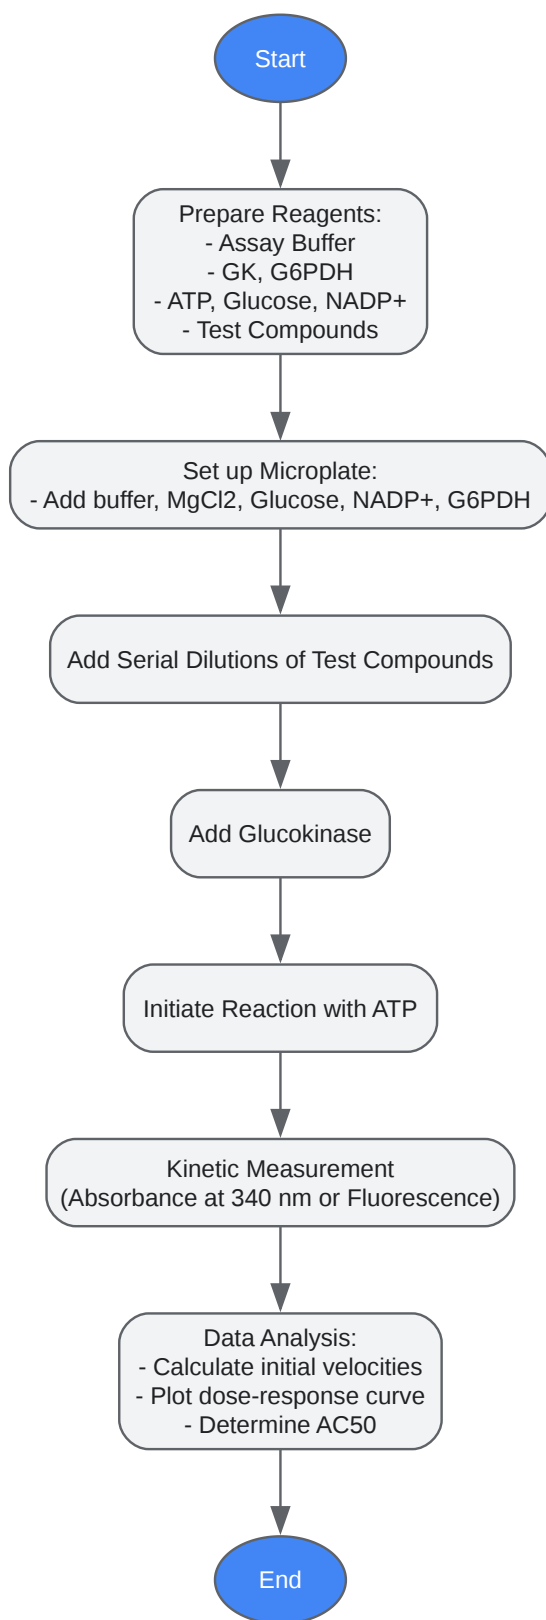 Start
Prepare Reagents:
- Assay Buffer
- GK, G6PDH
- ATP, Glucose, NADP+
- Test Compounds
Set up Microplate:
- Add buffer, MgCl2, Glucose, NADP+, G6PDH
Add Serial Dilutions of Test Compounds
Add Glucokinase
Initiate Reaction with ATP
Kinetic Measurement
(Absorbance at 340 nm or Fluorescence)
Data Analysis:
- Calculate initial velocities
- Plot dose-response curve
- Determine AC50
End